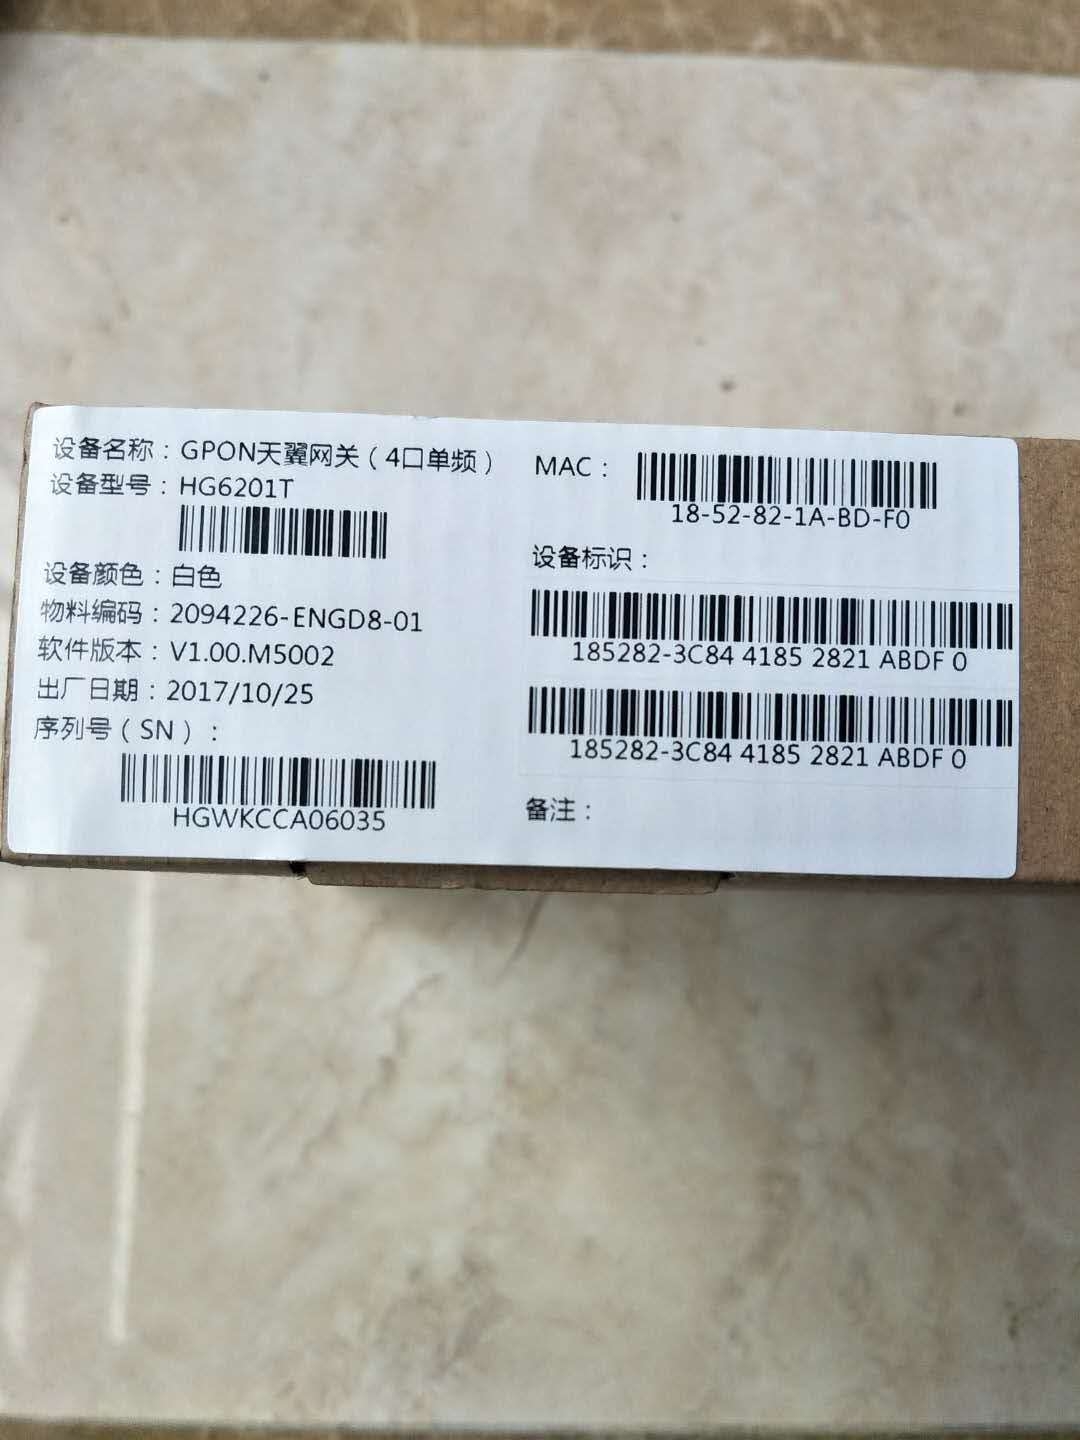 设备名称：GPON天翼网关（4口单频）
设备型号：HG6201T
设备颜色：白色
物料编码：2094226-ENGD8-01
软件版本：V1.00.M5002
出厂日期：2017/10/25
序列号（SN）：
HGWKCCA06035
MAC：
18-52-82-1A-BD-F0
设备标识：
185282-3C84 4185 2821 ABDF 0
185282-3C84 4185 2821 ABDF 0
备注：